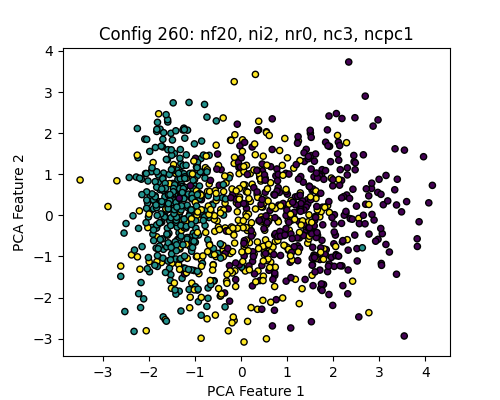 Config 260: nf20, ni2, nr0, nc3, ncpc1
4
3
2
1
0
−1
−2
−3
PCA Feature 2
−3 −2 −1 0 1 2 3 4
PCA Feature 1